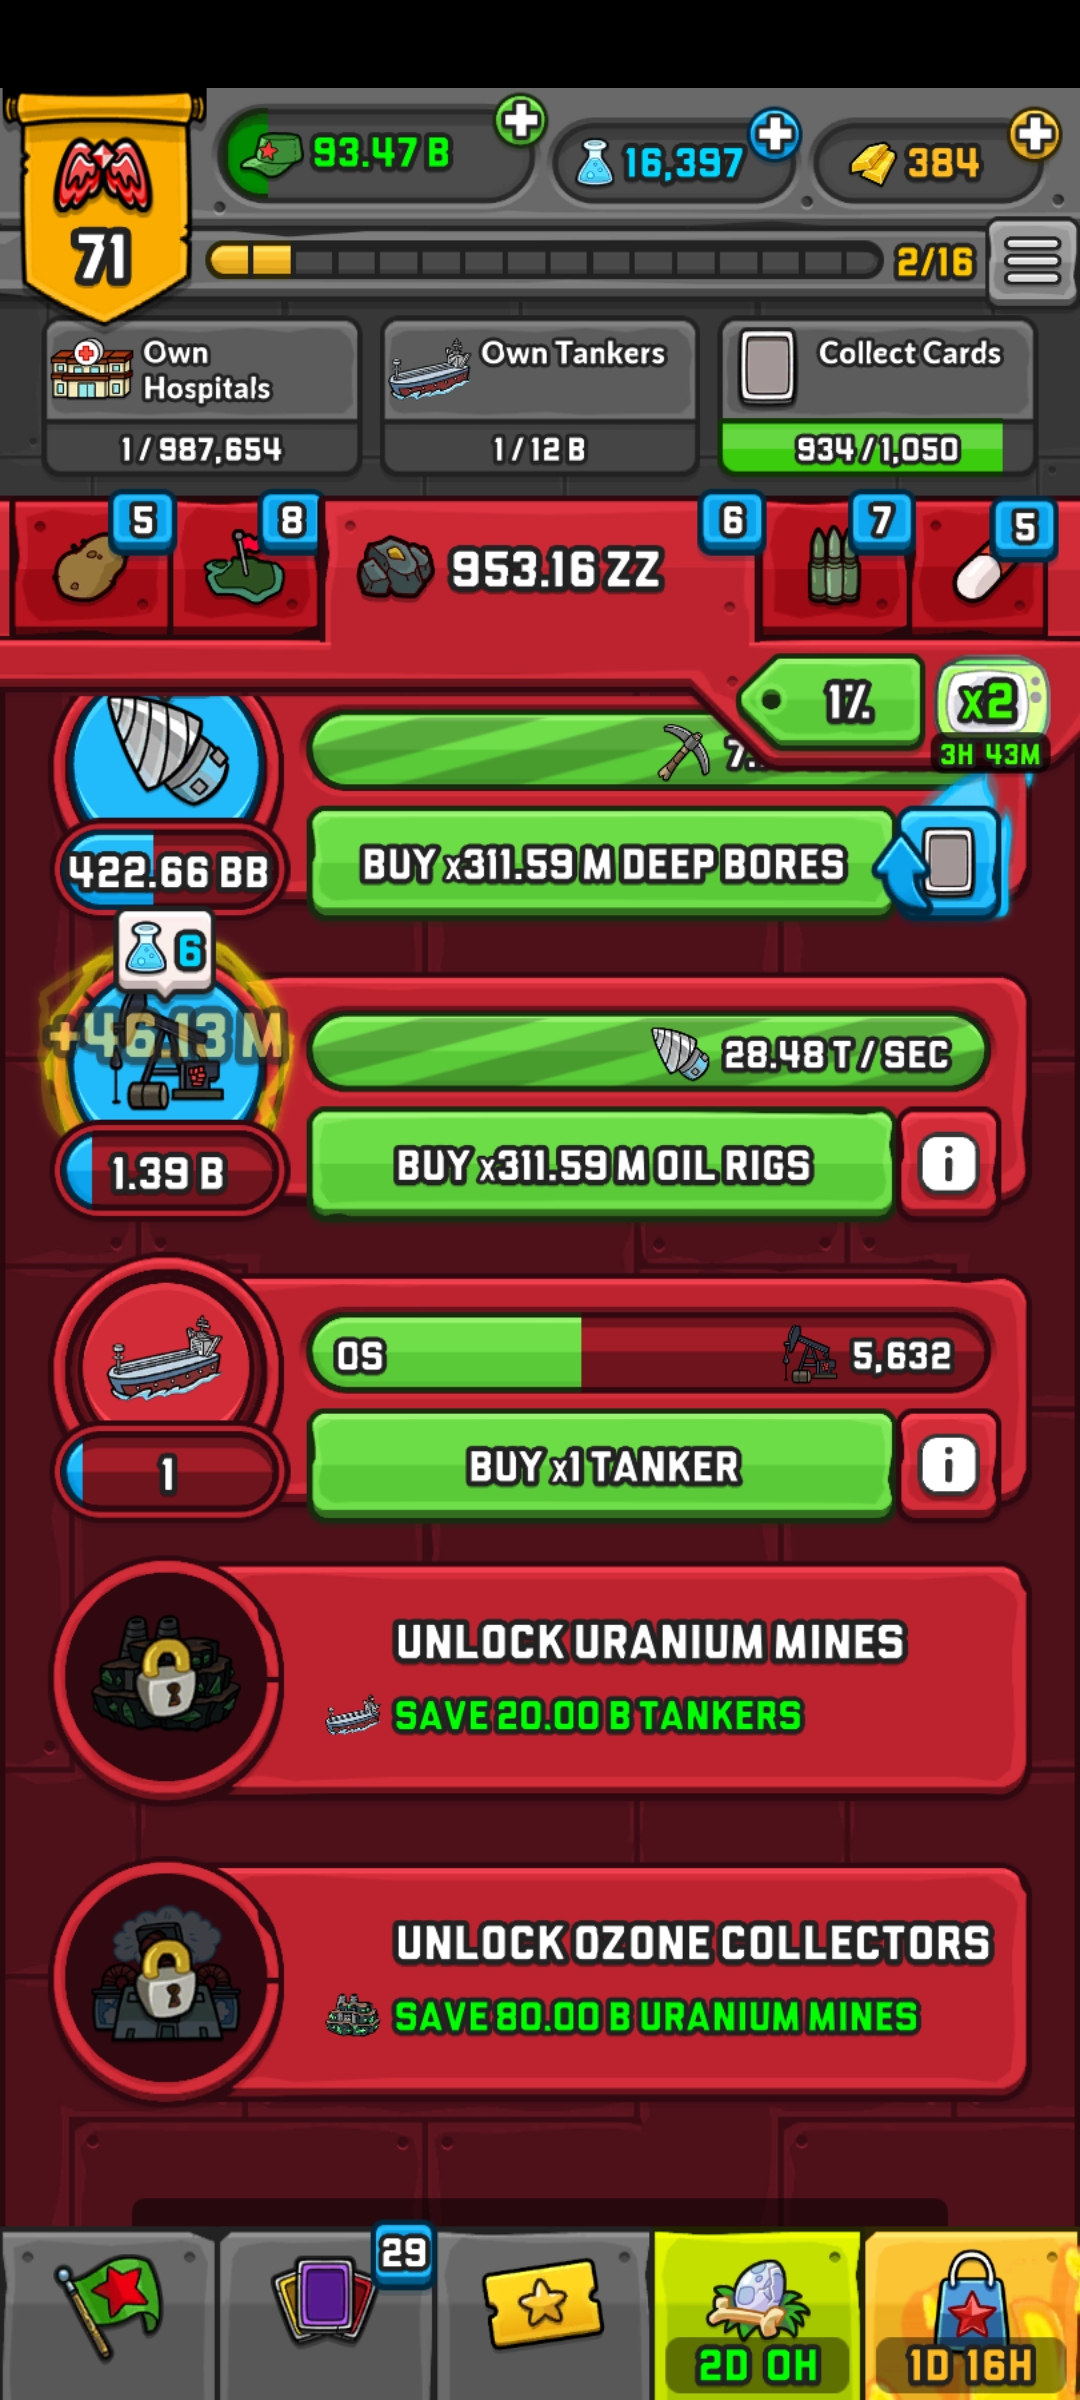 93.47 B
16,397
384
71
2/16
Own
Hospitals
1/987,654
Own Tankers
1/12 B
Collect Cards
934/1,050
5
8
953.16 ZZ
6
7
5
1%
x2
3H 43M
422.66 BB
BUY x311.59 M DEEP BORES
6
+46.13 M
28.48 T / SEC
1.39 B
BUY x311.59 M OIL RIGS
0S
5,632
1
BUY x1 TANKER
UNLOCK URANIUM MINES
SAVE 20.00 B TANKERS
UNLOCK OZONE COLLECTORS
SAVE 80.00 B URANIUM MINES
29
2D 0H
1D 16H